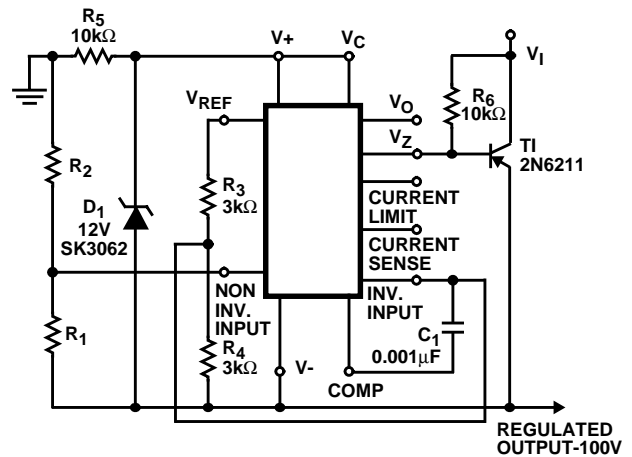 R5
10kΩ
V+
VC
VI
VREF
VO
R6
10kΩ
VZ
TI
2N6211
R2
R3
3kΩ
D1
12V
SK3062
CURRENT
LIMIT
CURRENT
SENSE
NON
INV.
INPUT
INV.
INPUT
C1
0.001µF
R1
R4
3kΩ
V-
COMP
REGULATED
OUTPUT-100V